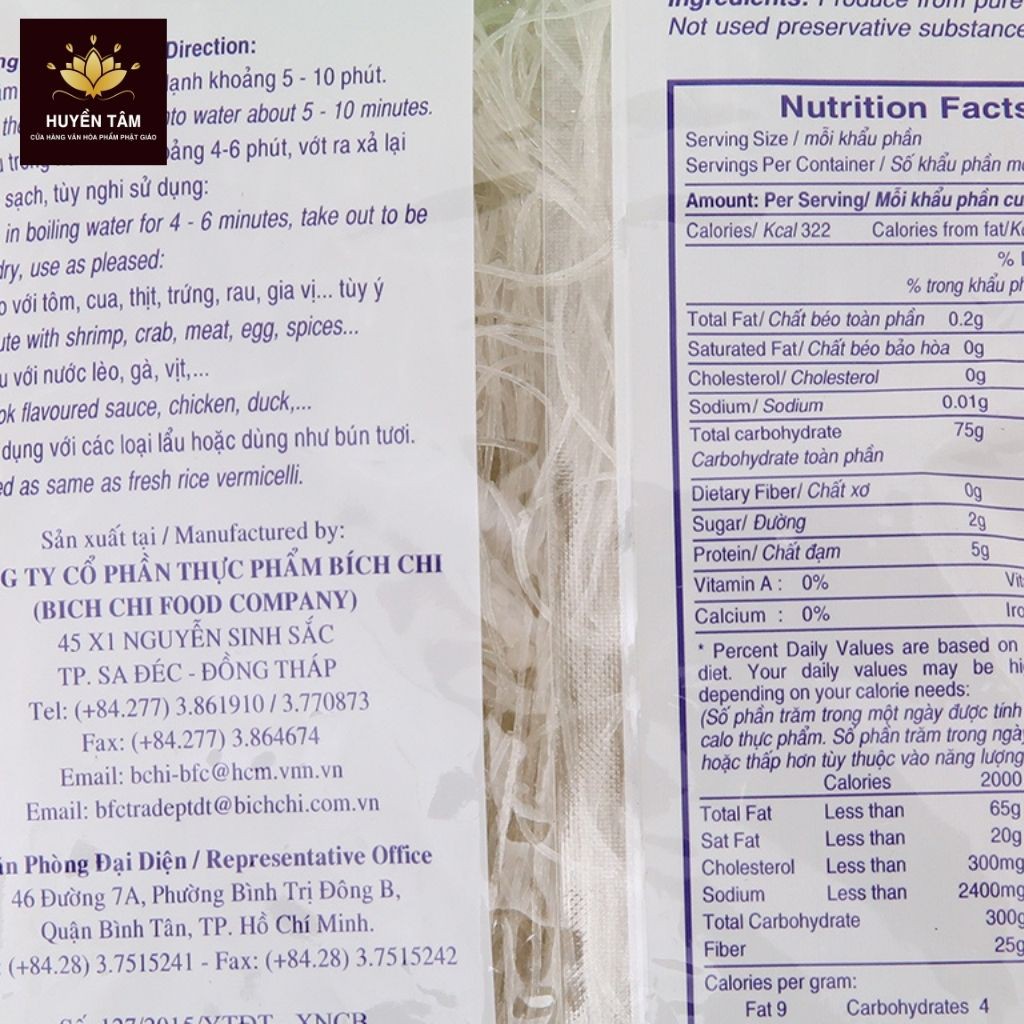 HUYỀN TÂM
CỬA HÀNG VĂN HÓA PHẨM PHẬT GIÁO
Direction:
lạnh khoảng 5 - 10 phút.
into water about 5 - 10 minutes.
4-6 phút, vớt ra xả lại
sạch, tùy nghi sử dụng:
in boiling water for 4 - 6 minutes, take out to be
dry, use as pleased:
với tôm, cua, thịt, trứng, rau, gia vị... tùy ý
with shrimp, crab, meat, egg, spices...
với nước lèo, gà, vịt,...
flavoured sauce, chicken, duck,...
dụng với các loại lẩu hoặc dùng như bún tươi.
as same as fresh rice vermicelli.
Sản xuất tại / Manufactured by:
G TY CỔ PHẦN THỰC PHẨM BÍCH CHI
(BICH CHI FOOD COMPANY)
45 X1 NGUYỄN SINH SẮC
TP. SA ĐÉC - ĐỒNG THÁP
Tel: (+84.277) 3.861910 / 3.770873
Fax: (+84.277) 3.864674
Email: bchi-bfc@hcm.vnn.vn
Email: bfctradeptdt@bichchi.com.vn
Phòng Đại Diện / Representative Office
46 Đường 7A, Phường Bình Trị Đông B,
Quận Bình Tân, TP. Hồ Chí Minh.
(+84.28) 3.7515241 - Fax: (+84.28) 3.7515242
Số 127/2015/YTĐT - XNCB
Ingredients: Produce from pure
Not used preservative substance
Nutrition Facts
Serving Size / mỗi khẩu phần
Servings Per Container / Số khẩu phần
Amount: Per Serving/ Mỗi khẩu phần
Calories/ Kcal 322 Calories from fat/
%
% trong khẩu
Total Fat/ Chất béo toàn phần 0.2g
Saturated Fat/ Chất béo bảo hòa 0g
Cholesterol/ Cholesterol 0g
Sodium/ Sodium 0.01g
Total carbohydrate 75g
Carbohydrate toàn phần
Dietary Fiber/ Chất xơ 0g
Sugar/ Đường 2g
Protein/ Chất đạm 5g
Vitamin A : 0% Vit
Calcium : 0% Iro
* Percent Daily Values are based on
diet. Your daily values may be
depending on your calorie needs:
(Số phần trăm trong một ngày được tính
calo thực phẩm. Số phần trăm trong ngày
hoặc thấp hơn tùy thuộc vào năng lượng
Calories 2000
Total Fat Less than 65g
Sat Fat Less than 20g
Cholesterol Less than 300mg
Sodium Less than 2400mg
Total Carbohydrate 300g
Fiber 25g
Calories per gram:
Fat 9 Carbohydrates 4